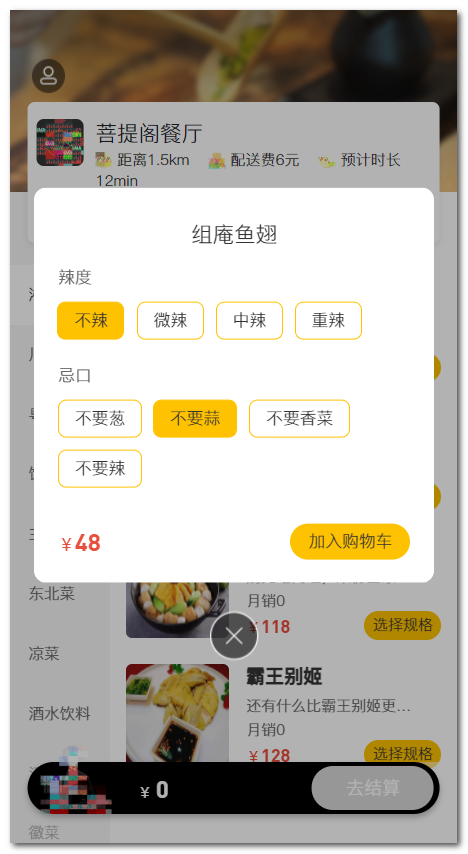 菩提阁餐厅
距离1.5km 配送费6元 预计时长
12min
组庵鱼翅
辣度
不辣 微辣 中辣 重辣
忌口
不要葱 不要蒜 不要香菜
不要辣
¥48 加入购物车
东北菜
月销0
¥118 选择规格
凉菜
霸王别姬
还有什么比霸王别姬更...
酒水饮料
月销0
¥128 选择规格
¥0 去结算
徽菜